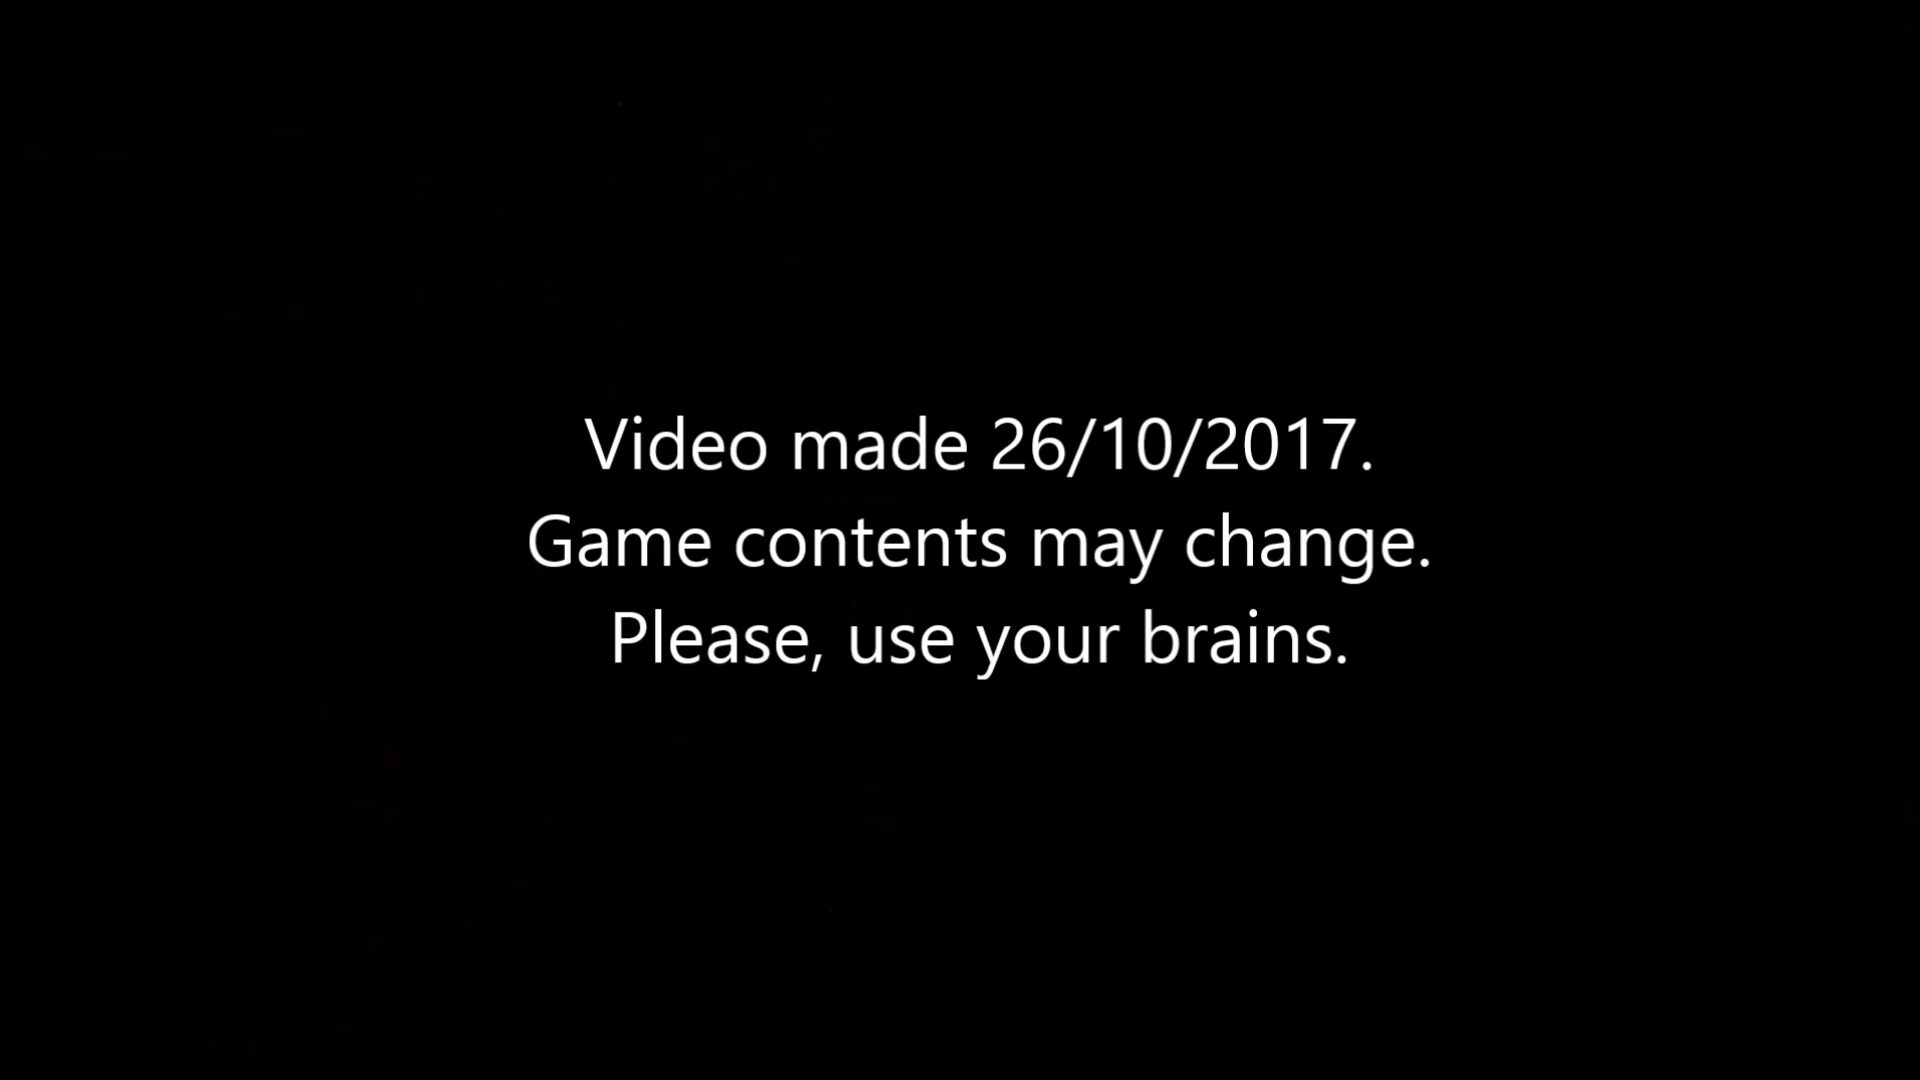 Video made 26/10/2017.
Game contents may change.
Please, use your brains.